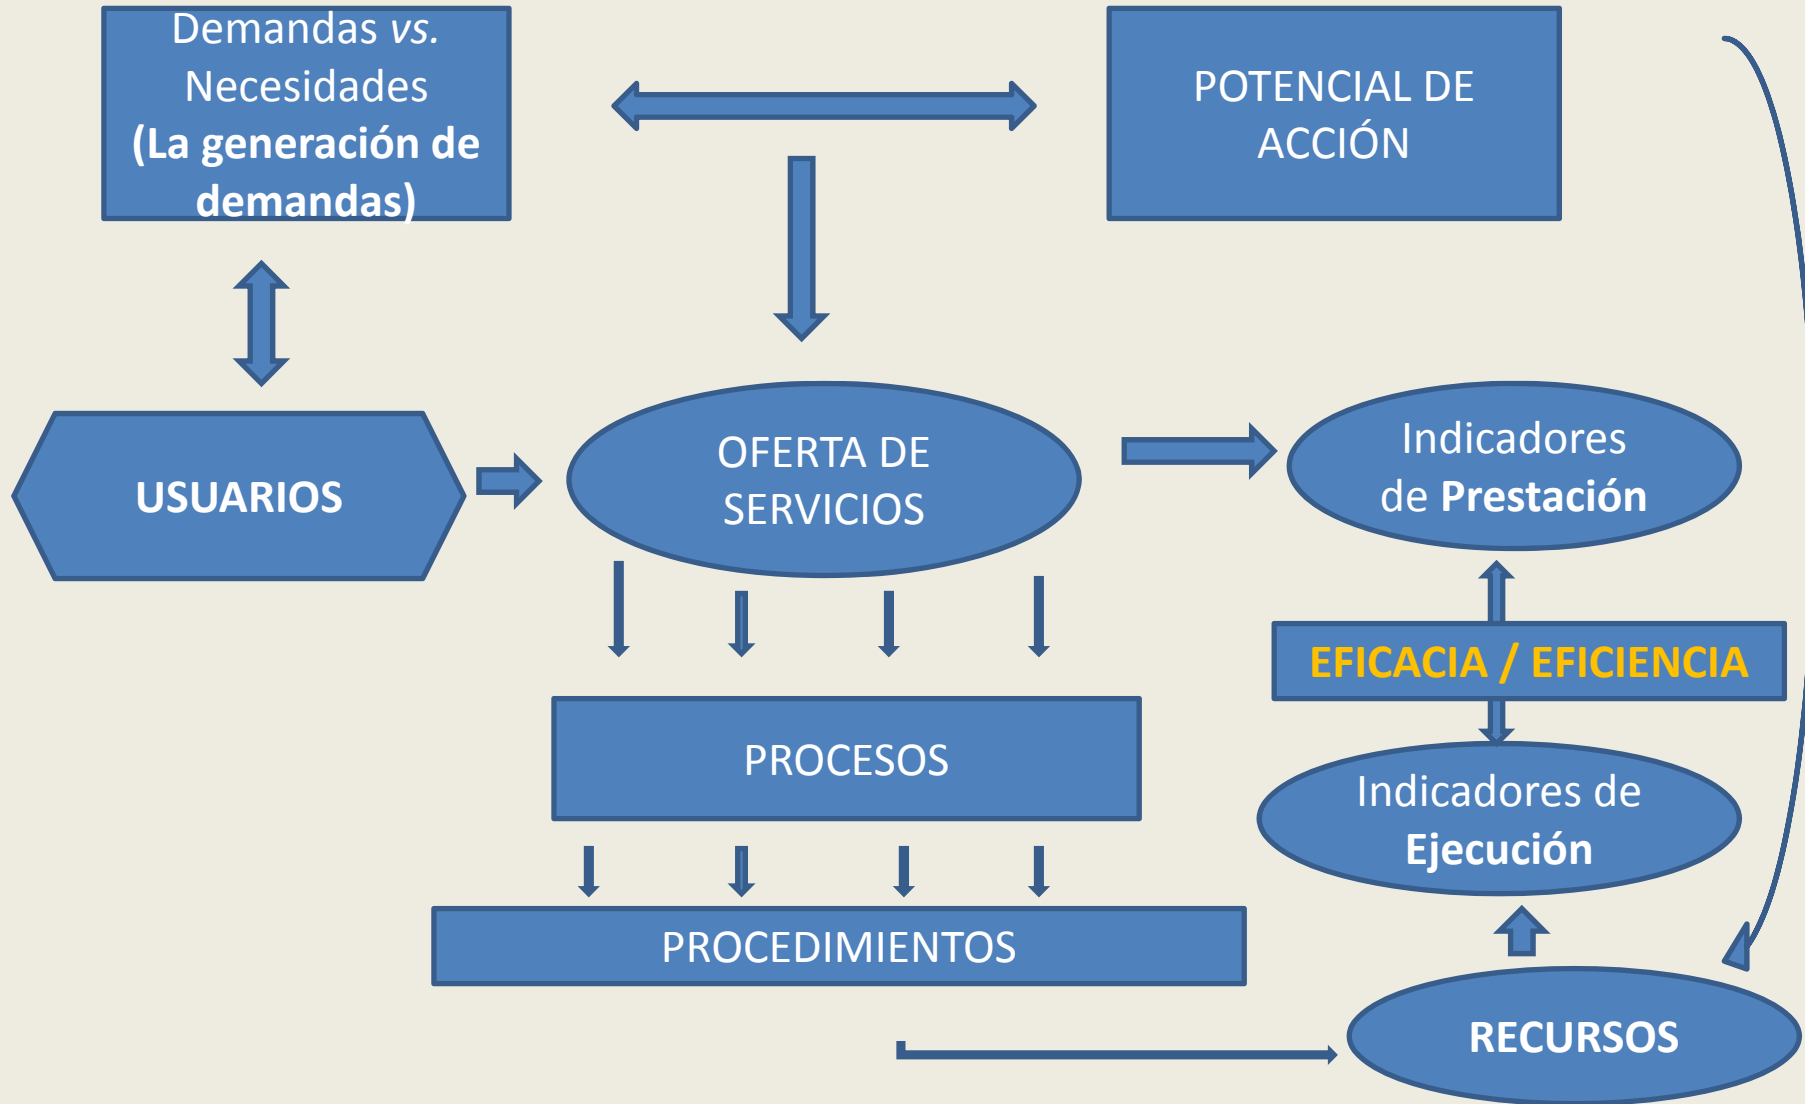 Demandas vs.
Necesidades
(La generación de
demandas)
POTENCIAL DE
ACCIÓN
USUARIOS
OFERTA DE
SERVICIOS
Indicadores
de Prestación
EFICACIA / EFICIENCIA
PROCESOS
Indicadores de
Ejecución
PROCEDIMIENTOS
RECURSOS